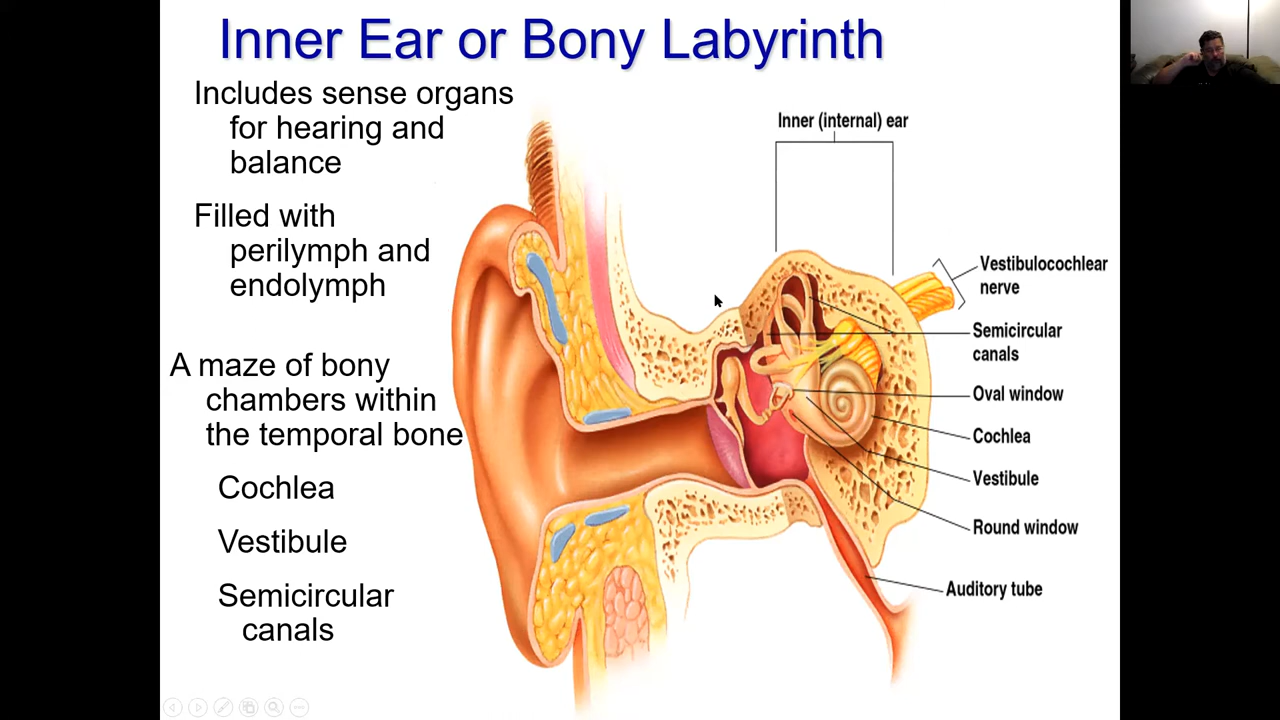 Inner Ear or Bony Labyrinth
Includes sense organs
for hearing and
balance
Filled with
perilymph and
endolymph
A maze of bony
chambers within
the temporal bone
Cochlea
Vestibule
Semicircular
canals
Inner (internal) ear
Vestibulocochlear
nerve
Semicircular
canals
Oval window
Cochlea
Vestibule
Round window
Auditory tube